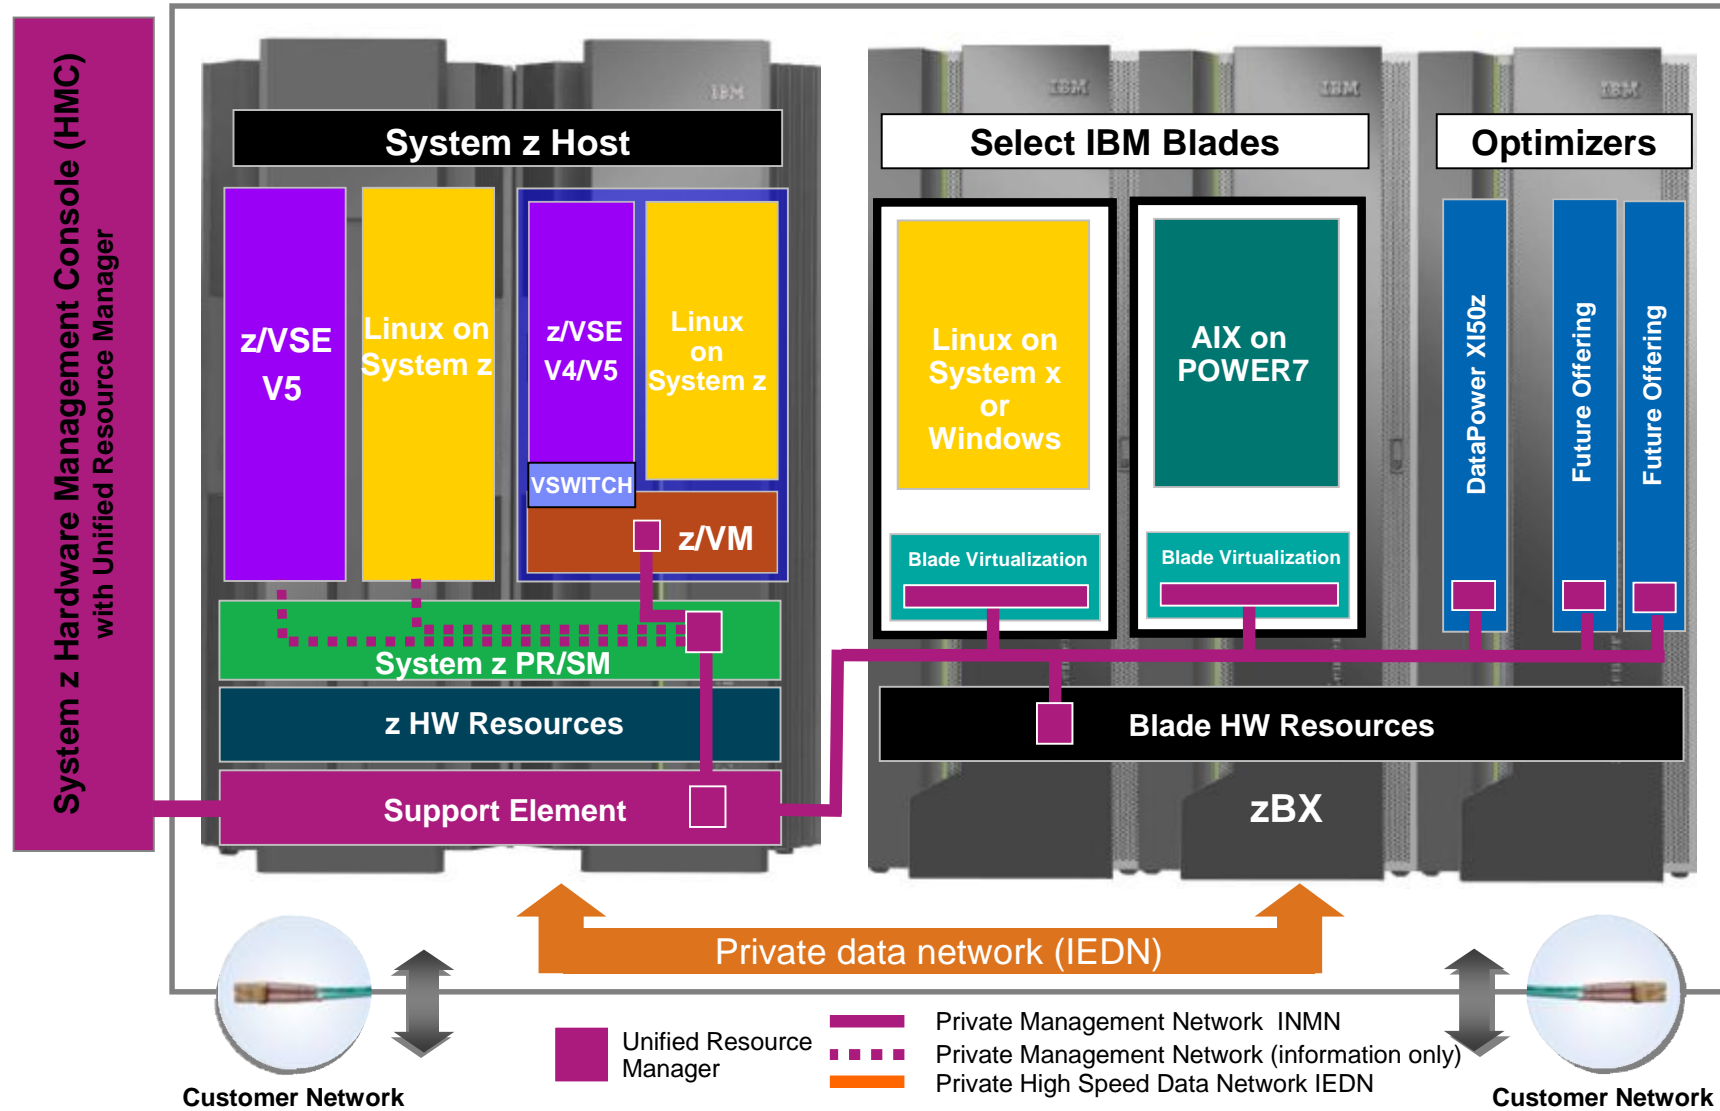 System z Hardware Management Console (HMC)
with Unified Resource Manager
IBM
IBM
IBM
IBM
System z Host
Select IBM Blades
Optimizers
z/VSE
V5
Linux on
System z
z/VSE
V4/V5
Linux
on
System z
VSWITCH
z/VM
Linux on
System x
or
Windows
AIX on
POWER7
DataPower XI50z
Future Offering
Future Offering
Blade Virtualization
Blade Virtualization
System z PR/SM
z HW Resources
Blade HW Resources
Support Element
zBX
Private data network (IEDN)
Customer Network
Unified Resource
Manager
Private Management Network INMN
Private Management Network (information only)
Private High Speed Data Network IEDN
Customer Network